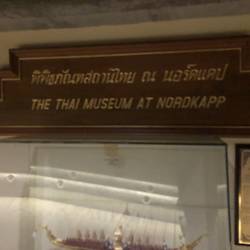 พิพิธภัณฑสถานไทย ณ นอร์ดแคป
THE THAI MUSEUM AT NORDKAPP